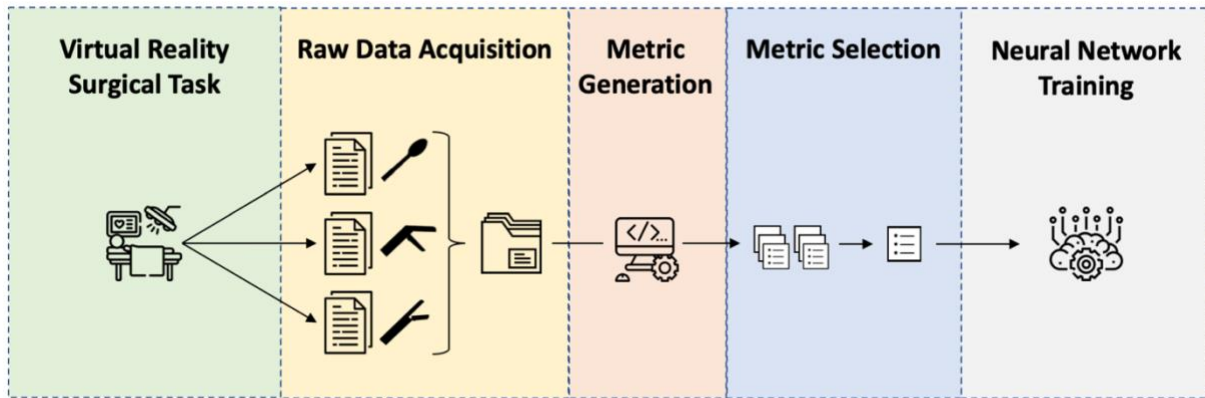 Virtual Reality
Surgical Task
Raw Data Acquisition
Metric
Generation
Metric Selection
Neural Network
Training
</>...